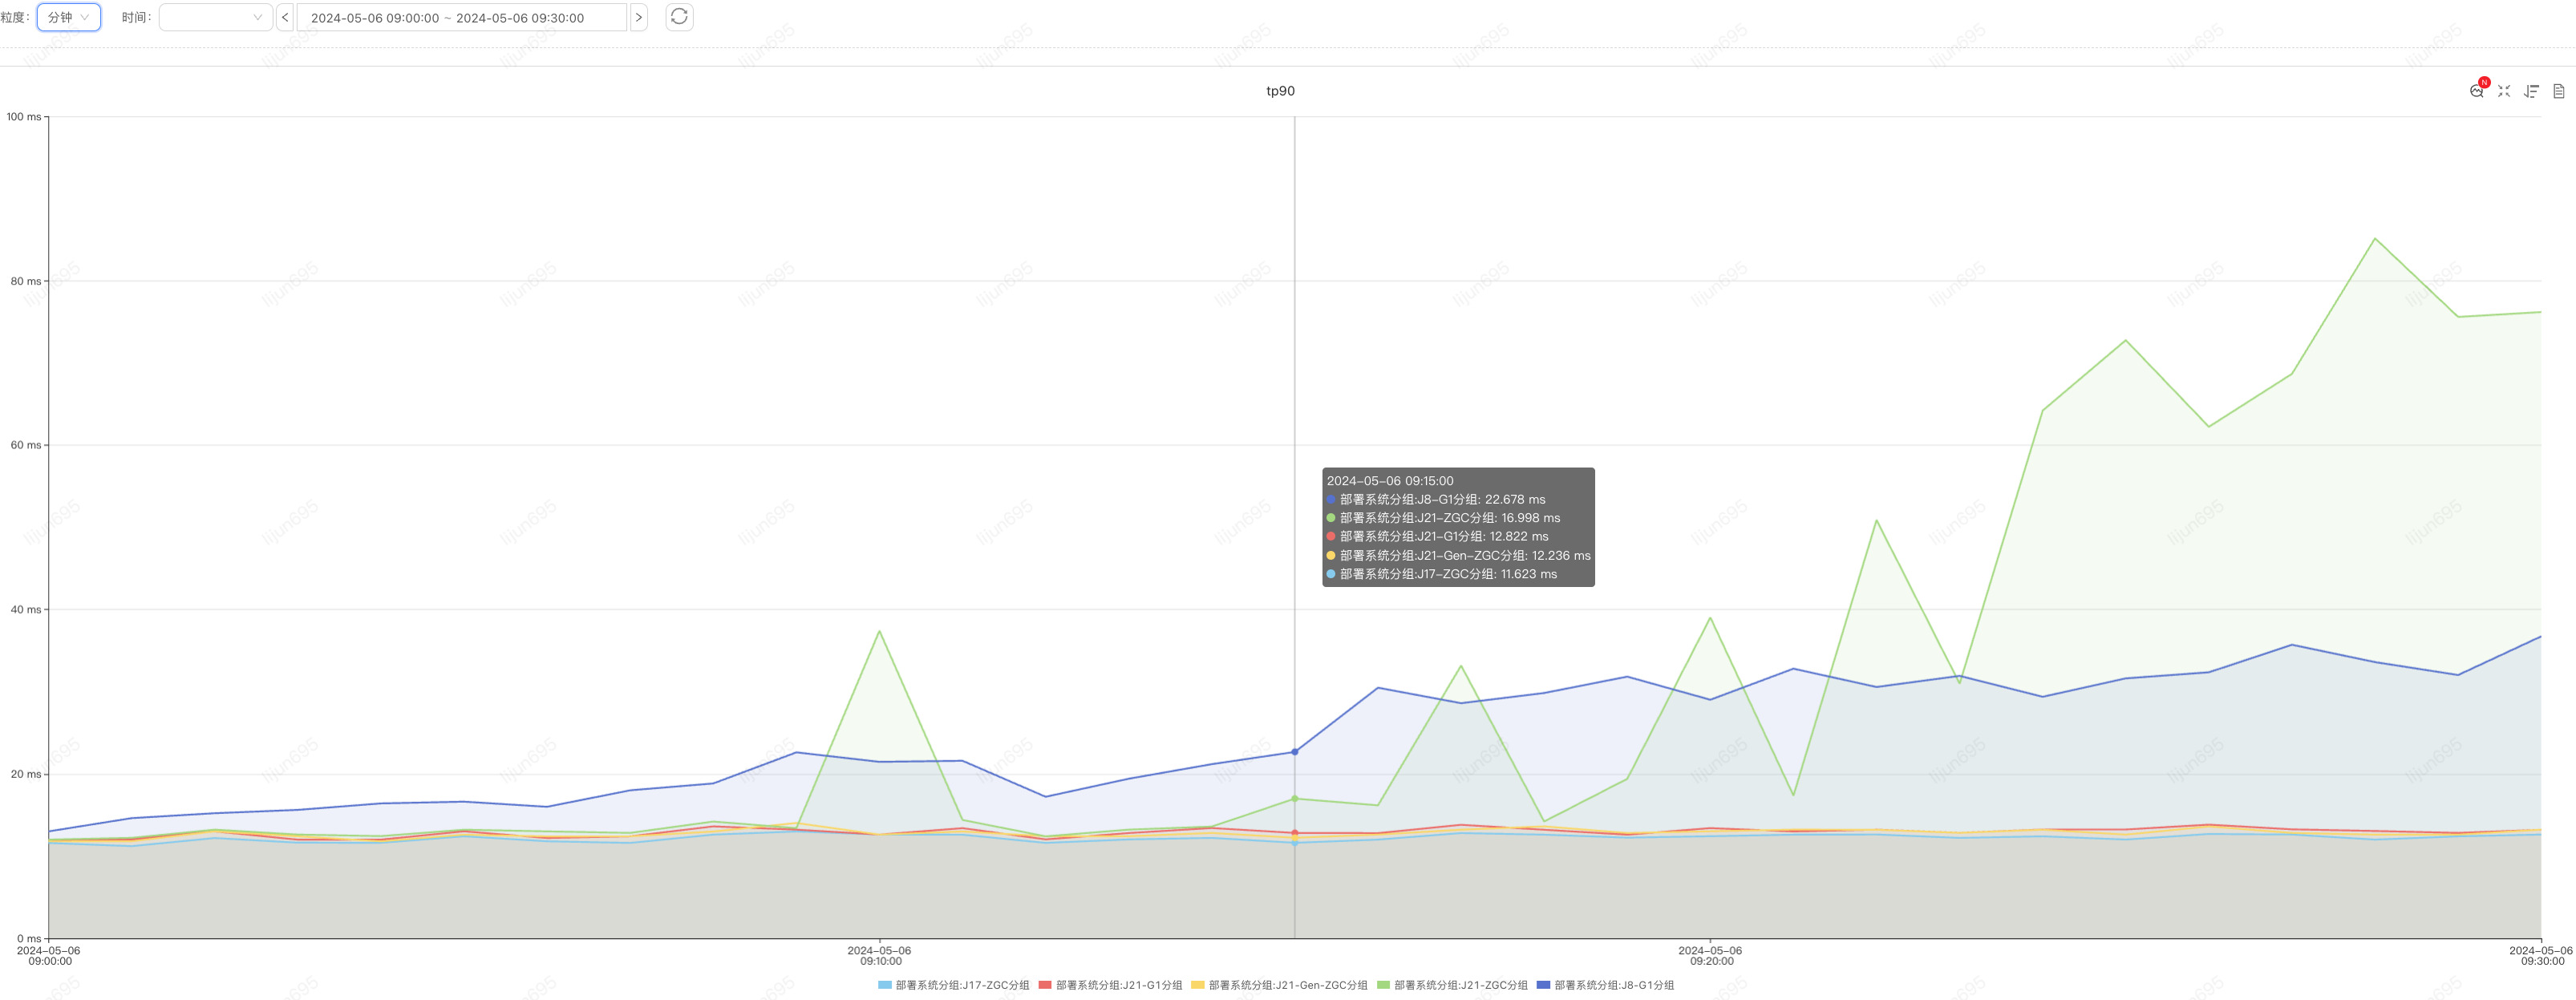 粒度: 分钟 时间: 2024-05-06 09:00:00 ~ 2024-05-06 09:30:00
tp90
N
100 ms
80 ms
60 ms
40 ms
20 ms
0 ms
2024-05-06 09:15:00
部署系统分组:J8-G1分组: 22.678 ms
部署系统分组:J21-ZGC分组: 16.998 ms
部署系统分组:J21-G1分组: 12.822 ms
部署系统分组:J21-Gen-ZGC分组: 12.236 ms
部署系统分组:J17-ZGC分组: 11.623 ms
2024-05-06
09:00:00
2024-05-06
09:10:00
2024-05-06
09:20:00
2024-05-06
09:30:00
部署系统分组:J17-ZGC分组 部署系统分组:J21-G1分组 部署系统分组:J21-Gen-ZGC分组 部署系统分组:J21-ZGC分组 部署系统分组:J8-G1分组